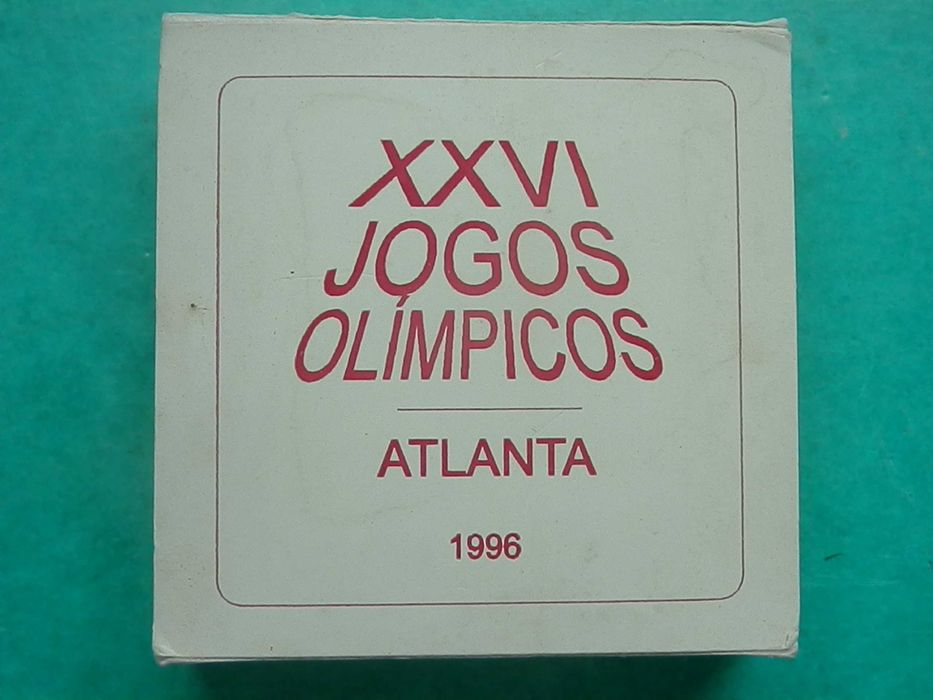 XXVI
JOGOS
OLÍMPICOS
ATLANTA
1996